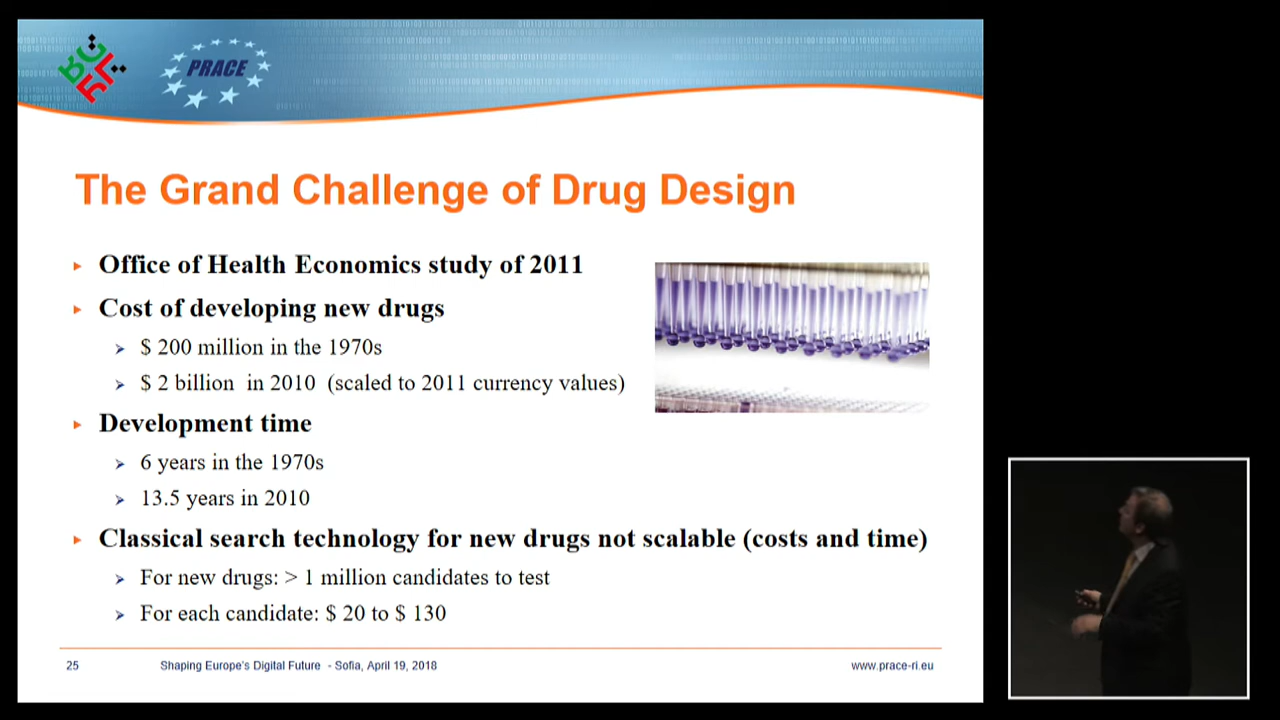 PRACE
The Grand Challenge of Drug Design
Office of Health Economics study of 2011
Cost of developing new drugs
$ 200 million in the 1970s
$ 2 billion in 2010 (scaled to 2011 currency values)
Development time
6 years in the 1970s
13.5 years in 2010
Classical search technology for new drugs not scalable (costs and time)
For new drugs: > 1 million candidates to test
For each candidate: $ 20 to $ 130
25
Shaping Europe's Digital Future - Sofia, April 19, 2018
www.prace-ri.eu